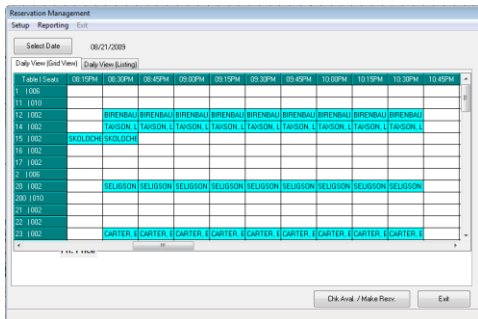 Reservation Management
Setup Reporting Exit
Select Date 08/21/2009
Daily View (Grid View) Daily View (Listing)
Table | Seats 08:15PM 08:30PM 08:45PM 09:00PM 09:15PM 09:30PM 09:45PM 10:00PM 10:15PM 10:30PM 10:45PM
1 | 006
11 | 010
12 | 002 BIRENBAU BIRENBAU BIRENBAU BIRENBAU BIRENBAU BIRENBAU BIRENBAU BIRENBAU BIRENBAU
14 | 002 TAXSON, L TAXSON, L TAXSON, L TAXSON, L TAXSON, L TAXSON, L TAXSON, L TAXSON, L TAXSON, L
15 | 002 SKOLOCHE SKOLOCHE
16 | 002
17 | 002
2 | 006
20 | 002 SELIGSON SELIGSON SELIGSON SELIGSON SELIGSON SELIGSON SELIGSON SELIGSON SELIGSON
200 | 010
21 | 002
22 | 002
23 | 002 CARTER, E CARTER, E CARTER, E CARTER, E CARTER, E CARTER, E CARTER, E CARTER, E CARTER, E
Chk Aval. / Make Resv. Exit